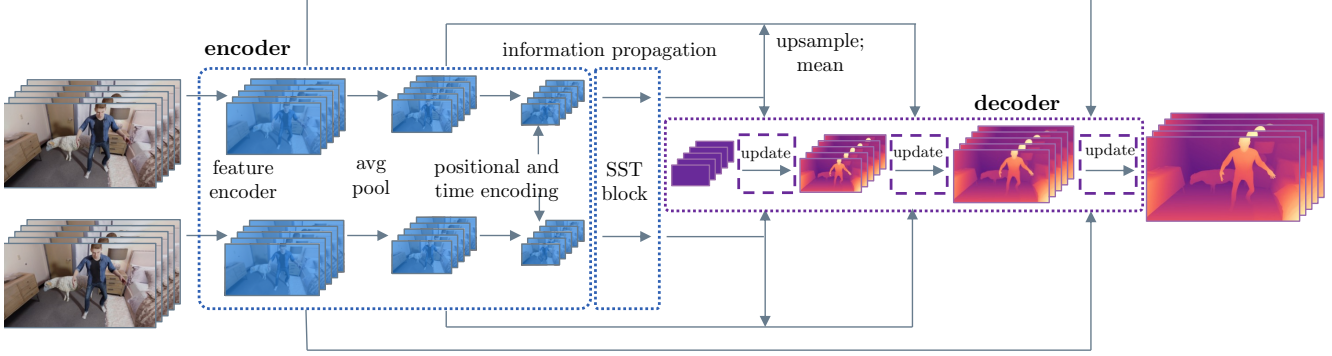 encoder
information propagation
upsample;
mean
decoder
feature
encoder
avg
pool
positional and
time encoding
SST
block
update
update
update